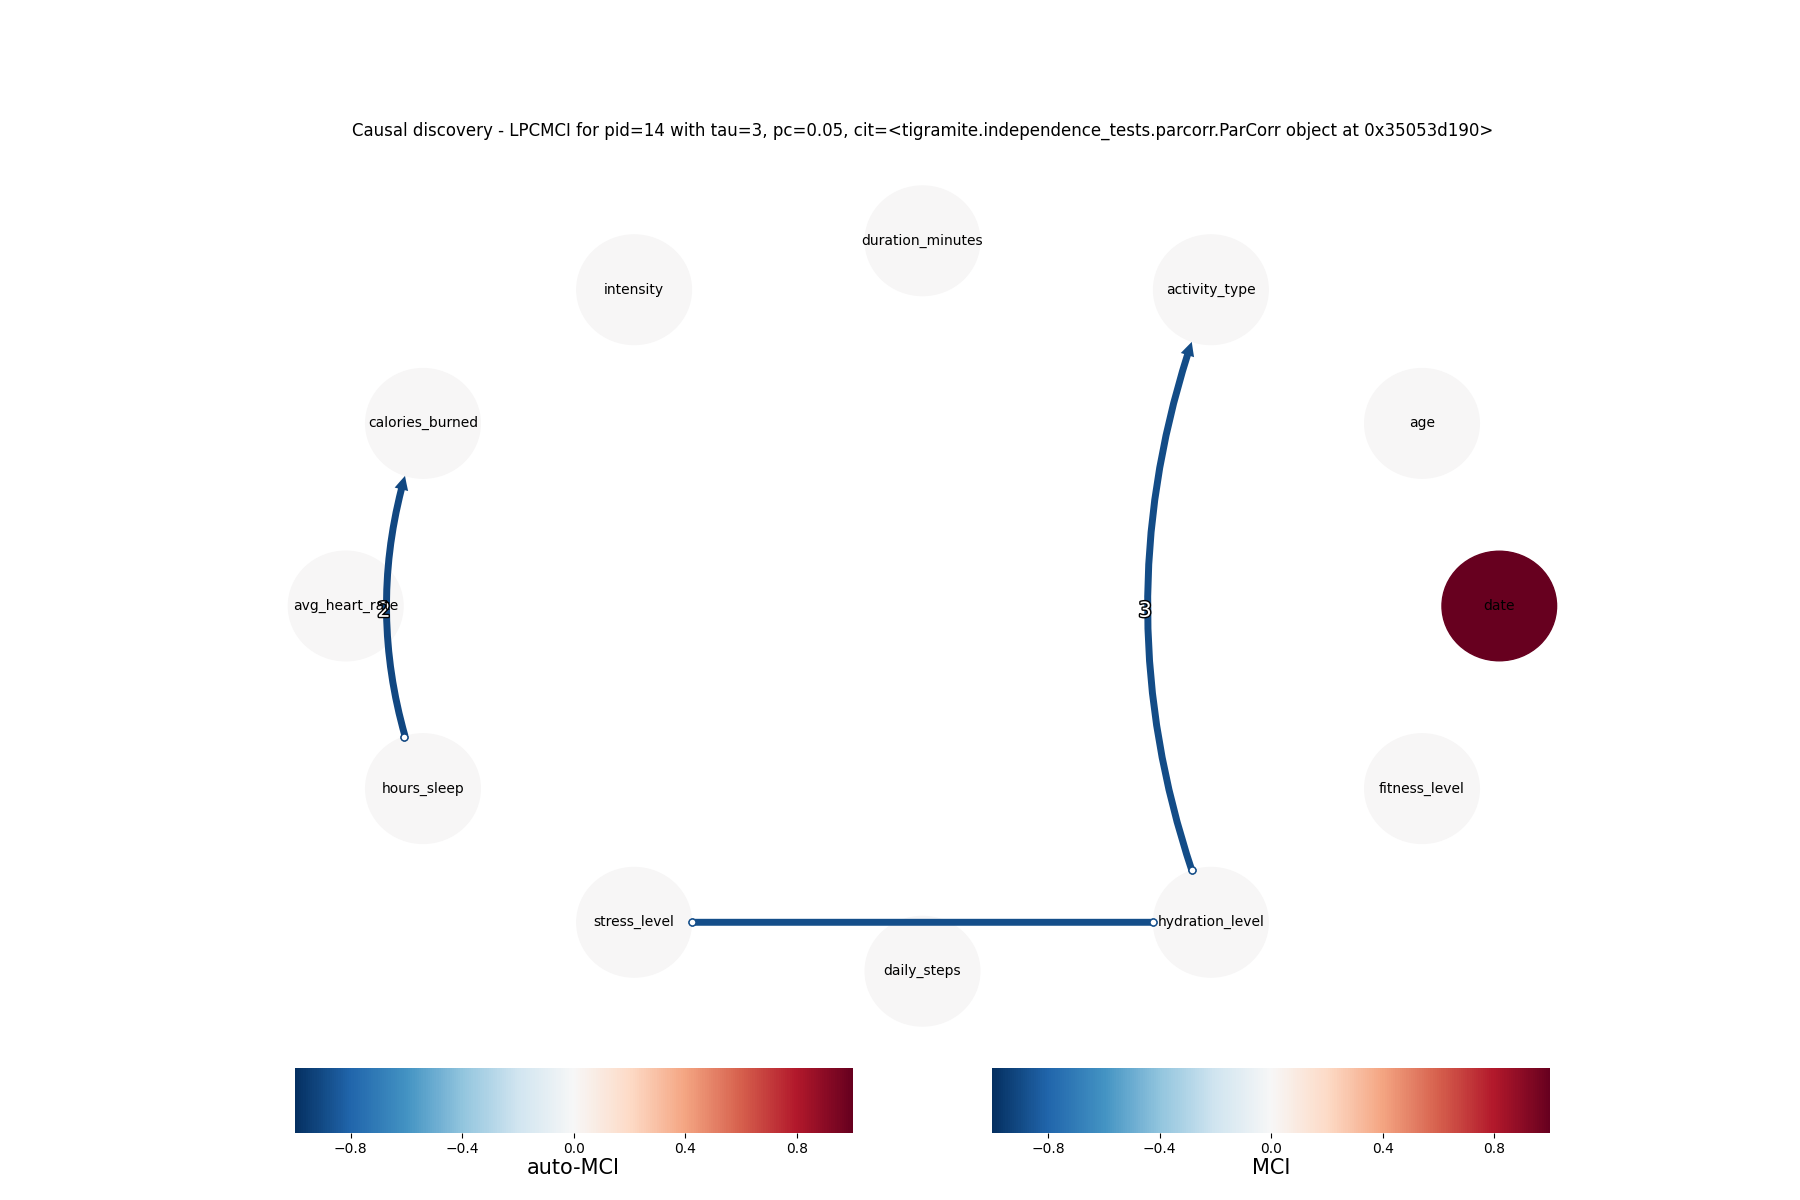 Causal discovery - LPCMCI for pid=14 with tau=3, pc=0.05, cit=<tigramite.independence_tests.parcorr.ParCorr object at 0x35053d190>
duration_minutes
intensity
activity_type
calories_burned
age
avg_heart_rate
2
3
date
hours_sleep
fitness_level
stress_level
hydration_level
daily_steps
−0.8 −0.4 0.0 0.4 0.8
auto-MCI
−0.8 −0.4 0.0 0.4 0.8
MCI